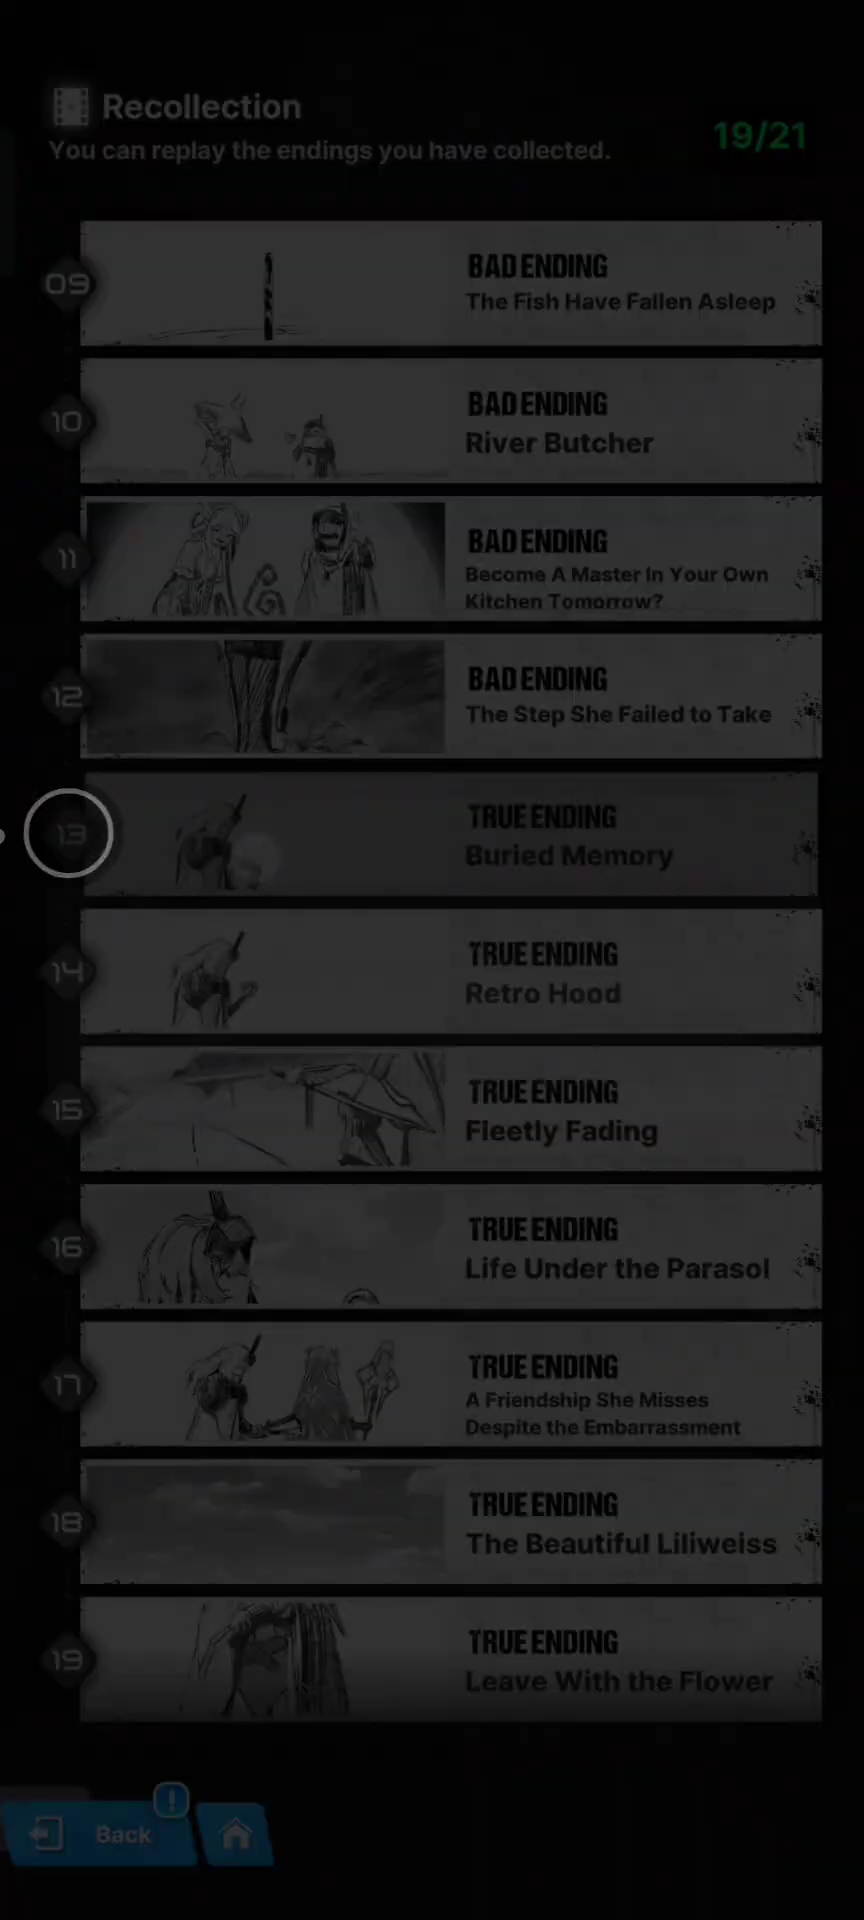 Recollection
You can replay the endings you have collected.
19/21
09
BAD ENDING
The Fish Have Fallen Asleep
10
BAD ENDING
River Butcher
11
BAD ENDING
Become A Master In Your Own
Kitchen Tomorrow?
12
BAD ENDING
The Step She Failed to Take
13
TRUE ENDING
Buried Memory
14
TRUE ENDING
Retro Hood
15
TRUE ENDING
Fleetly Fading
16
TRUE ENDING
Life Under the Parasol
17
TRUE ENDING
A Friendship She Misses
Despite the Embarrassment
18
TRUE ENDING
The Beautiful Liliweiss
19
TRUE ENDING
Leave With the Flower
!
Back